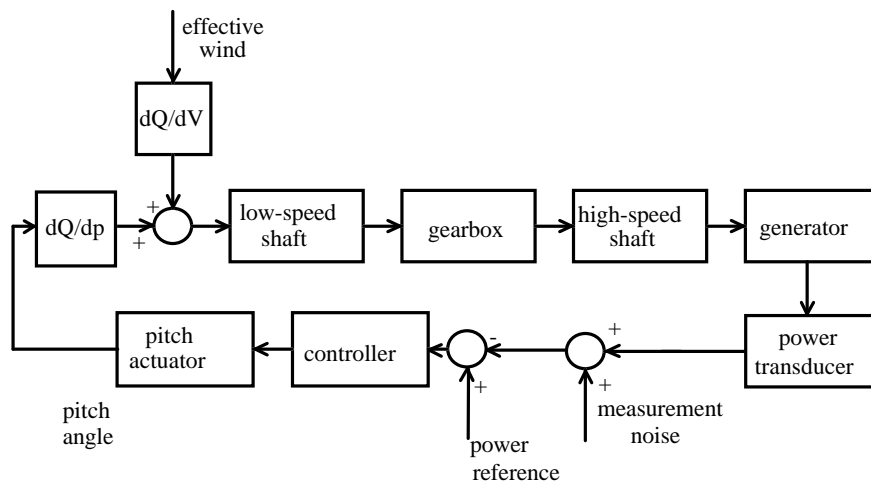 effective
wind
dQ/dV
+
+
dQ/dp
low-speed
shaft
gearbox
high-speed
shaft
generator
pitch
actuator
controller
-
+
+
+
power
transducer
pitch
angle
power
reference
measurement
noise